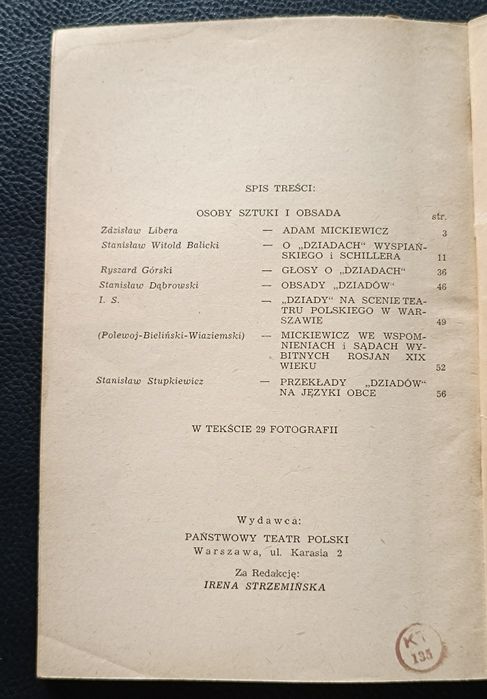 SPIS TREŚCI:
OSOBY SZTUKI I OBSADA str.
Zdzisław Libera — ADAM MICKIEWICZ 3
Stanisław Witold Balicki — O „DZIADACH“ WYSPIAŃ-
SKIEGO i SCHILLERA 11
Ryszard Górski — GŁOSY O „DZIADACH“ 36
Stanisław Dąbrowski — OBSADY „DZIADÓW“ 46
I. S. — „DZIADY“ NA SCENIE TEA-
TRU POLSKIEGO W WAR-
SZAWIE 49
(Polewoj-Bieliński-Wiaziemski) — MICKIEWICZ WE WSPOM-
NIENIACH i SĄDACH WY-
BITNYCH ROSJAN XIX
WIEKU 52
Stanisław Stupkiewicz — PRZEKŁADY „DZIADÓW“
NA JĘZYKI OBCE 56
W TEKŚCIE 29 FOTOGRAFII
Wydawca:
PAŃSTWOWY TEATR POLSKI
Warszawa, ul. Karasia 2
Za Redakcję:
IRENA STRZEMIŃSKA
KT
135